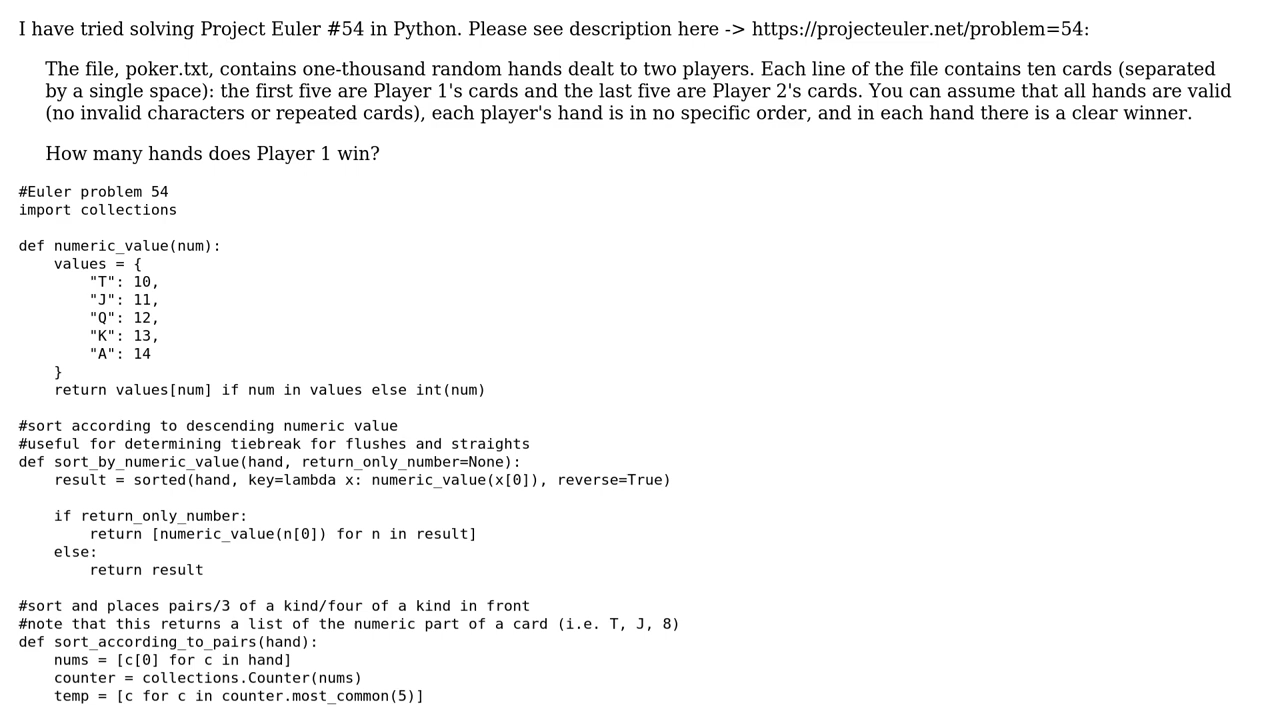 I have tried solving Project Euler #54 in Python. Please see description here -> https://projecteuler.net/problem=54:
The file, poker.txt, contains one-thousand random hands dealt to two players. Each line of the file contains ten cards (separated
by a single space): the first five are Player 1's cards and the last five are Player 2's cards. You can assume that all hands are valid
(no invalid characters or repeated cards), each player's hand is in no specific order, and in each hand there is a clear winner.
How many hands does Player 1 win?
#Euler problem 54
import collections
def numeric_value(num):
    values = {
        "T": 10,
        "J": 11,
        "Q": 12,
        "K": 13,
        "A": 14
    }
    return values[num] if num in values else int(num)
#sort according to descending numeric value
#useful for determining tiebreak for flushes and straights
def sort_by_numeric_value(hand, return_only_number=None):
    result = sorted(hand, key=lambda x: numeric_value(x[0]), reverse=True)
    if return_only_number:
        return [numeric_value(n[0]) for n in result]
    else:
        return result
#sort and places pairs/3 of a kind/four of a kind in front
#note that this returns a list of the numeric part of a card (i.e. T, J, 8)
def sort_according_to_pairs(hand):
    nums = [c[0] for c in hand]
    counter = collections.Counter(nums)
    temp = [c for c in counter.most_common(5)]